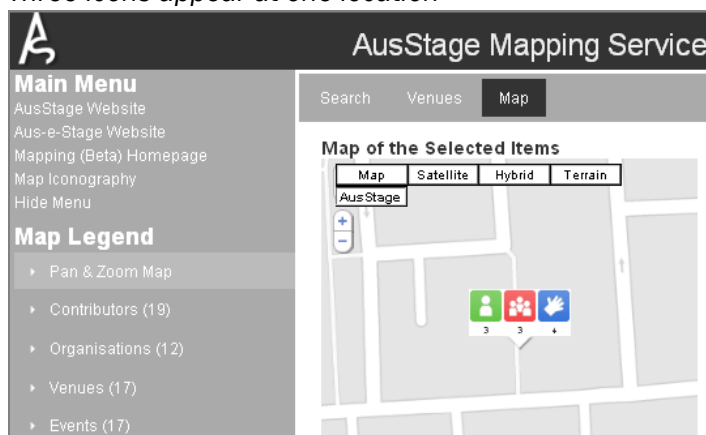 Three icons appear at one location
AusStage Mapping Service
Main Menu
AusStage Website
Aus-e-Stage Website
Mapping (Beta) Homepage
Map Iconography
Hide Menu
Map Legend
Pan & Zoom Map
Contributors (19)
Organisations (12)
Venues (17)
Events (17)
Search Venues Map
Map of the Selected Items
Map Satellite Hybrid Terrain
AusStage
+
-
3 3 4